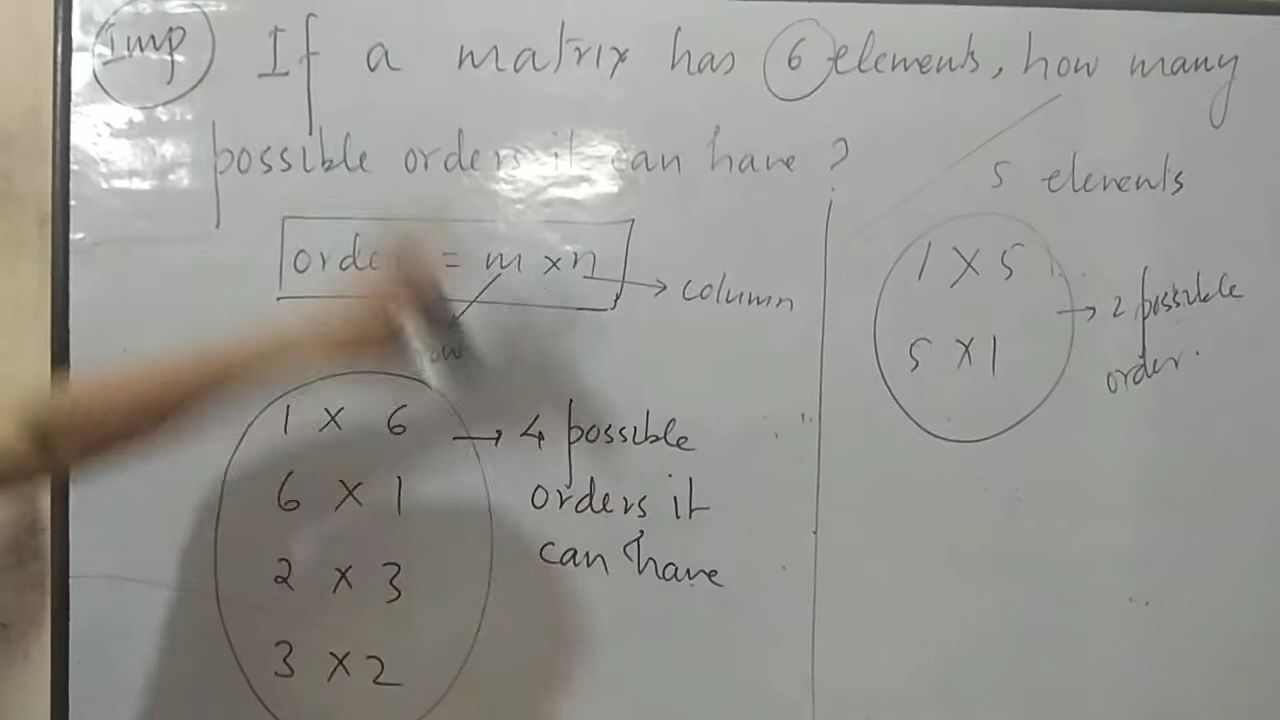 Imp If a matrix has 6 elements, how many
possible orders it can have ?
order = m × n
column
row
1 × 6
6 × 1
2 × 3
3 × 2
→ 4 possible
orders it
can have
5 elements
1 × 5
5 × 1
→ 2 possible
order.